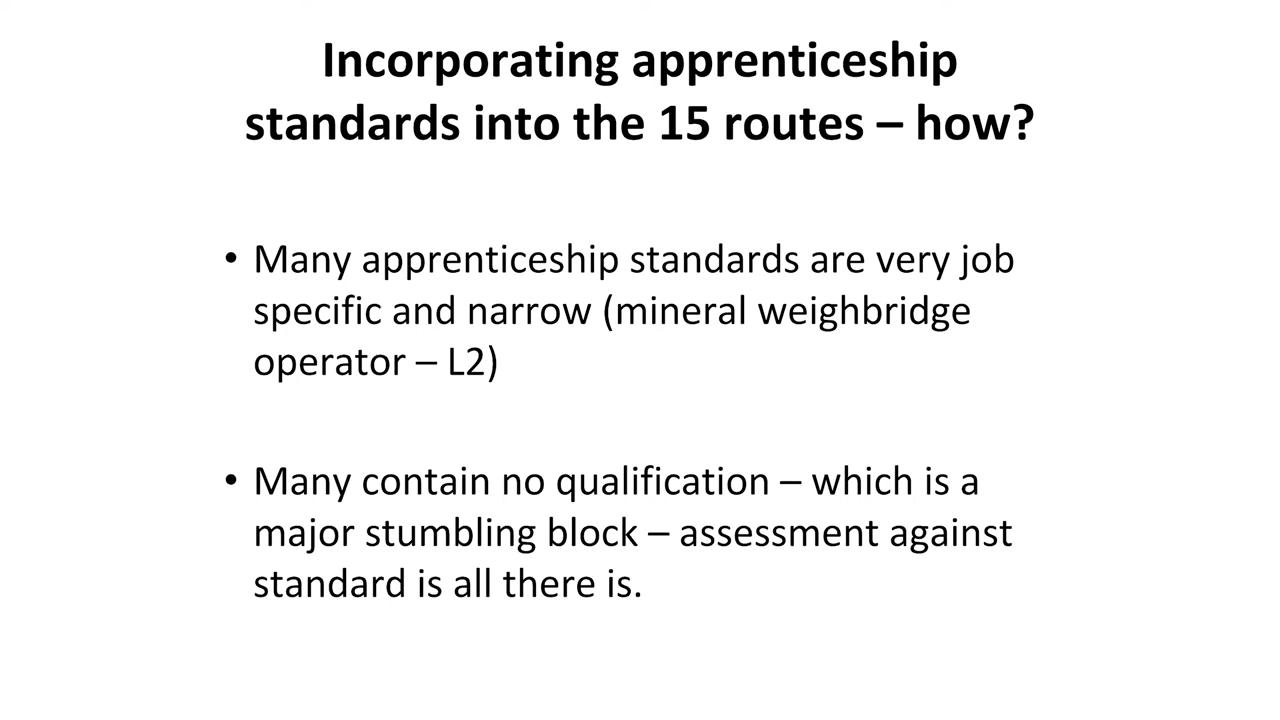 Incorporating apprenticeship
standards into the 15 routes – how?
• Many apprenticeship standards are very job
specific and narrow (mineral weighbridge
operator – L2)
• Many contain no qualification – which is a
major stumbling block – assessment against
standard is all there is.